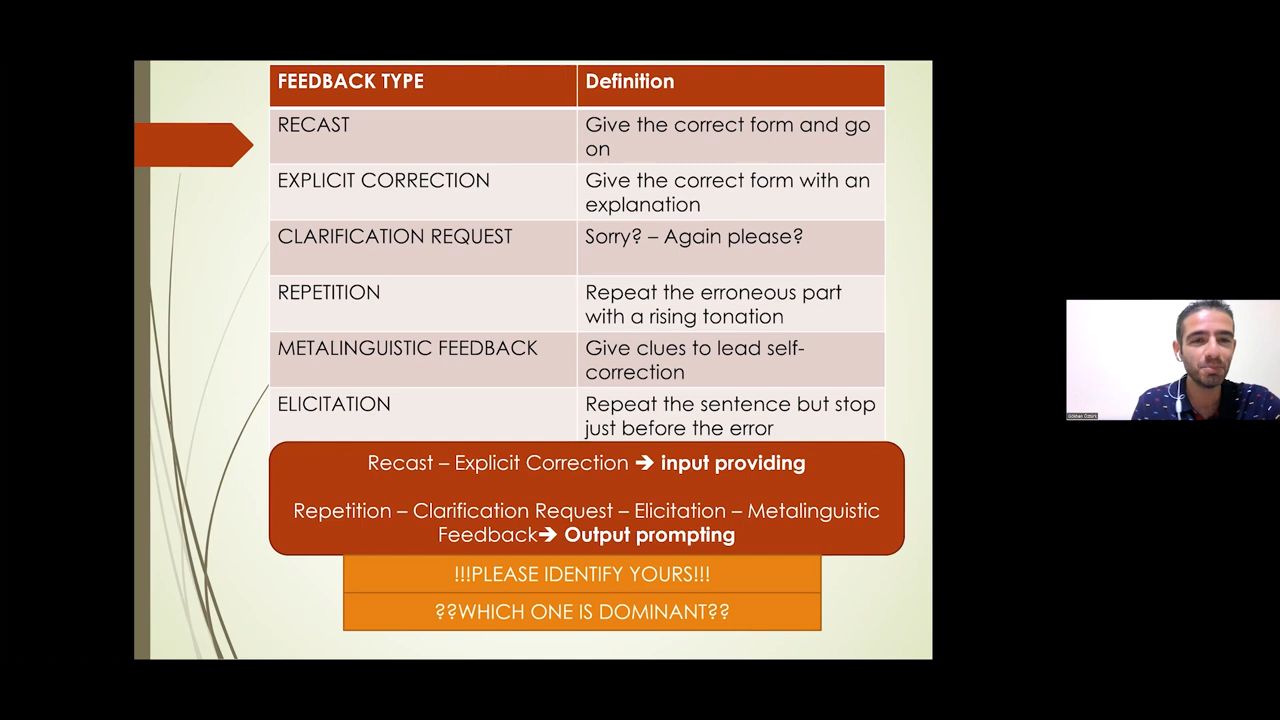 FEEDBACK TYPE
Definition
RECAST
Give the correct form and go
on
EXPLICIT CORRECTION
Give the correct form with an
explanation
CLARIFICATION REQUEST
Sorry? – Again please?
REPETITION
Repeat the erroneous part
with a rising tonation
METALINGUISTIC FEEDBACK
Give clues to lead self-
correction
ELICITATION
Repeat the sentence but stop
just before the error
Recast – Explicit Correction ➔ input providing
Repetition – Clarification Request – Elicitation – Metalinguistic
Feedback➔ Output prompting
!!!PLEASE IDENTIFY YOURS!!!
??WHICH ONE IS DOMINANT??